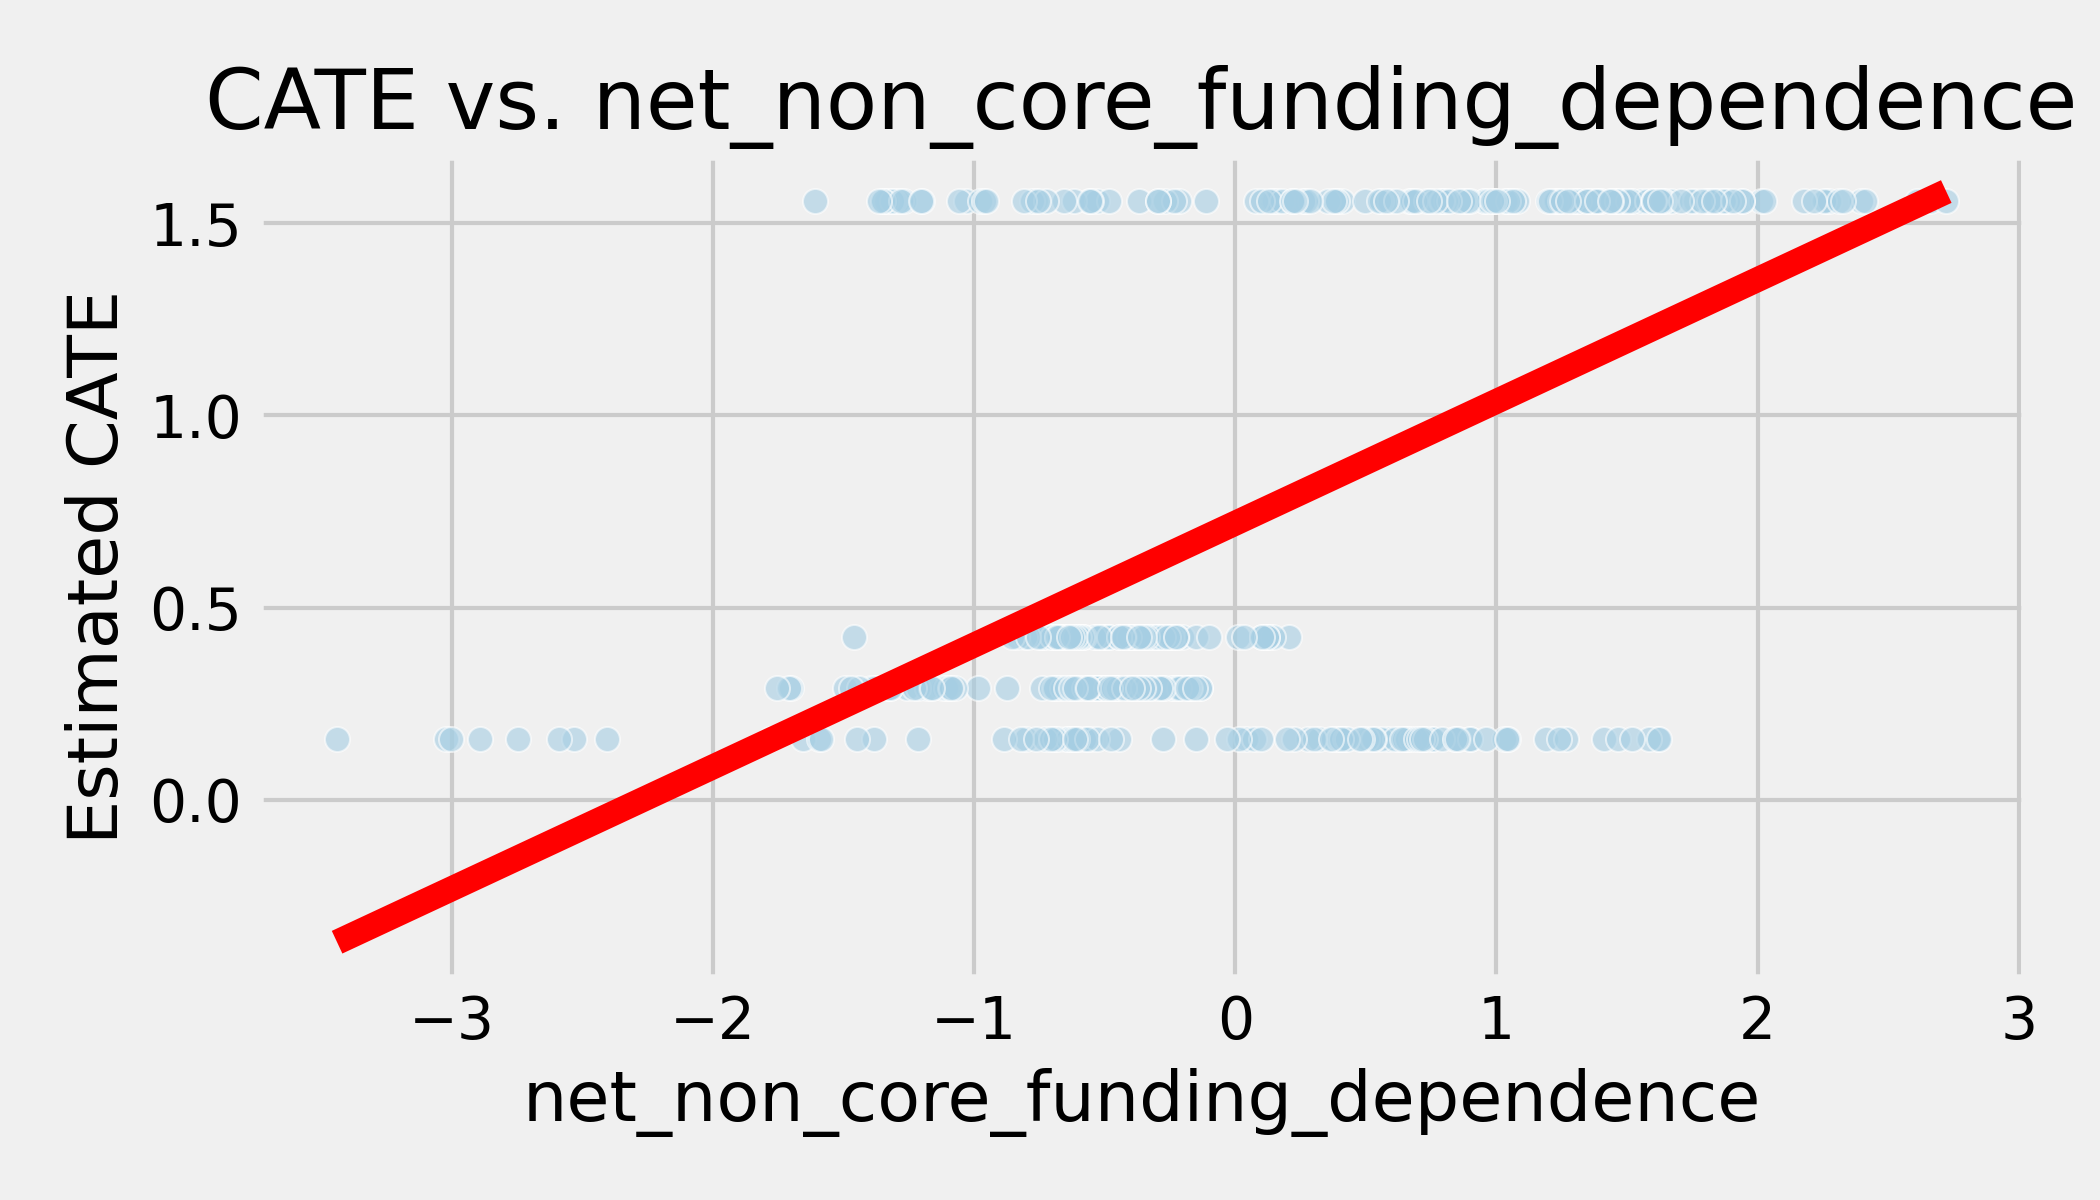 CATE vs. net_non_core_funding_dependence
Estimated CATE
1.5
1.0
0.5
0.0
−3 −2 −1 0 1 2 3
net_non_core_funding_dependence